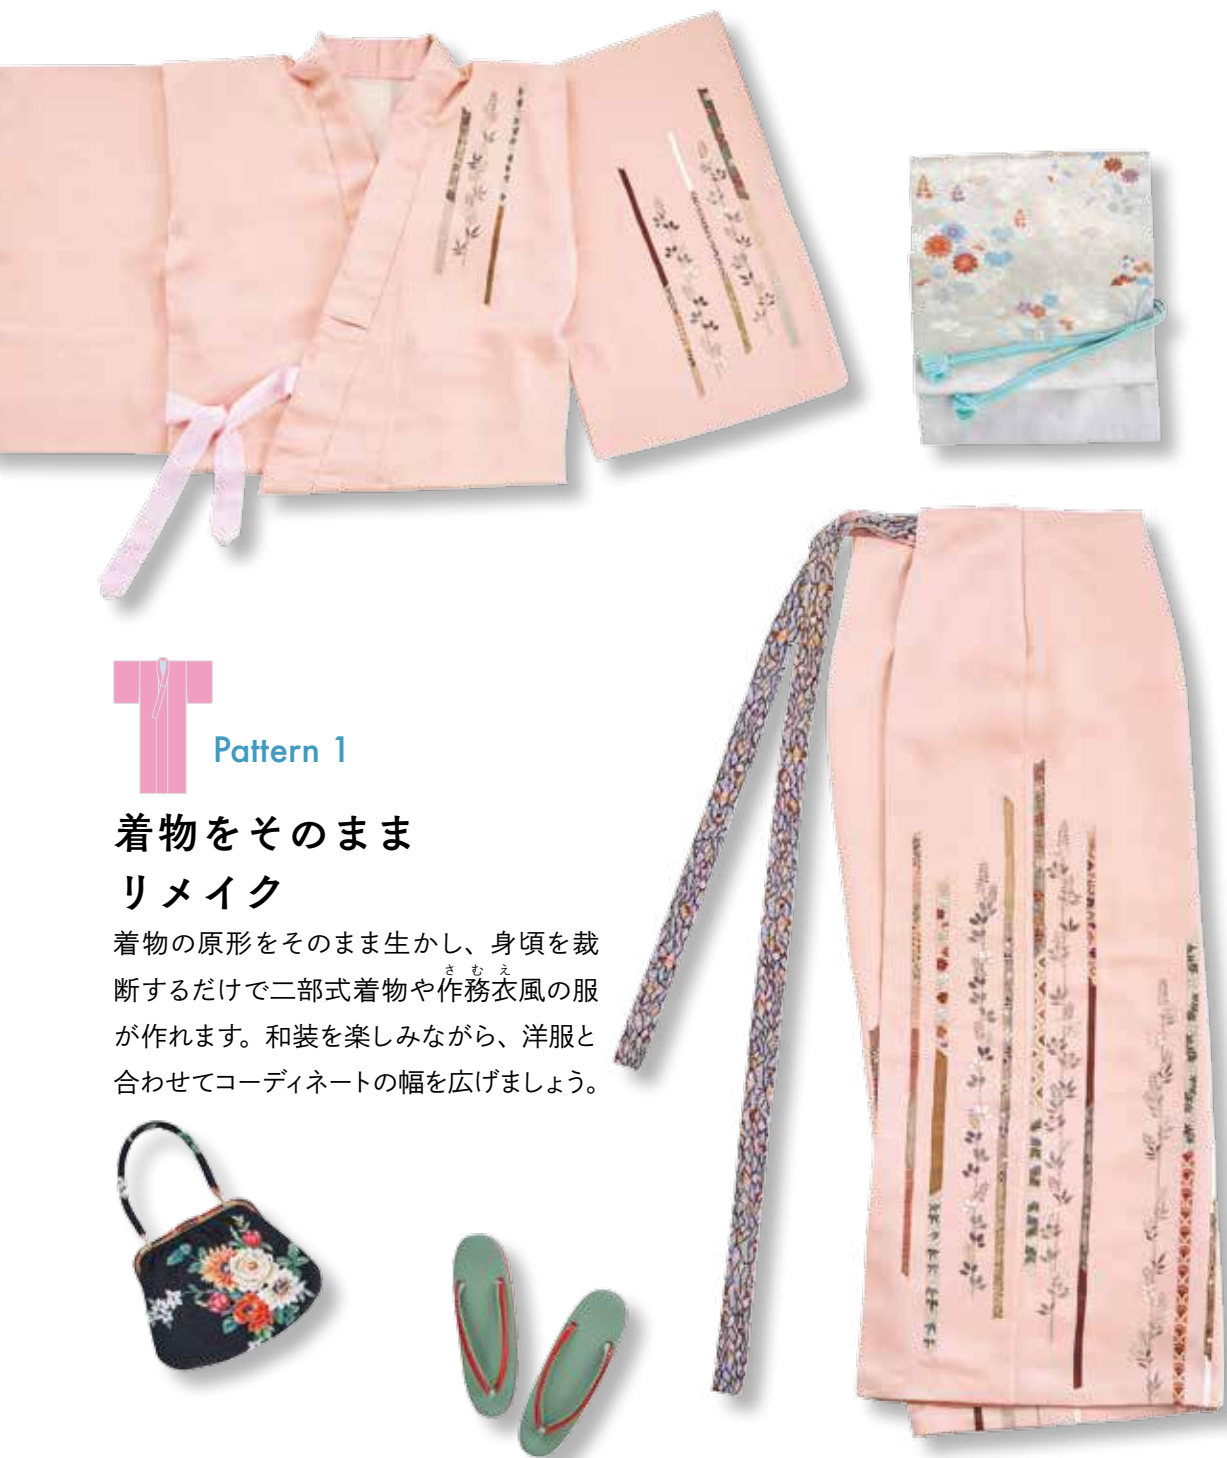 Pattern 1
着物をそのまま
リメイク
着物の原形をそのまま生かし、身頃を裁
断するだけで二部式着物や作務衣風の服
さむえ
が作れます。和装を楽しみながら、洋服と
合わせてコーディネートの幅を広げましょう。